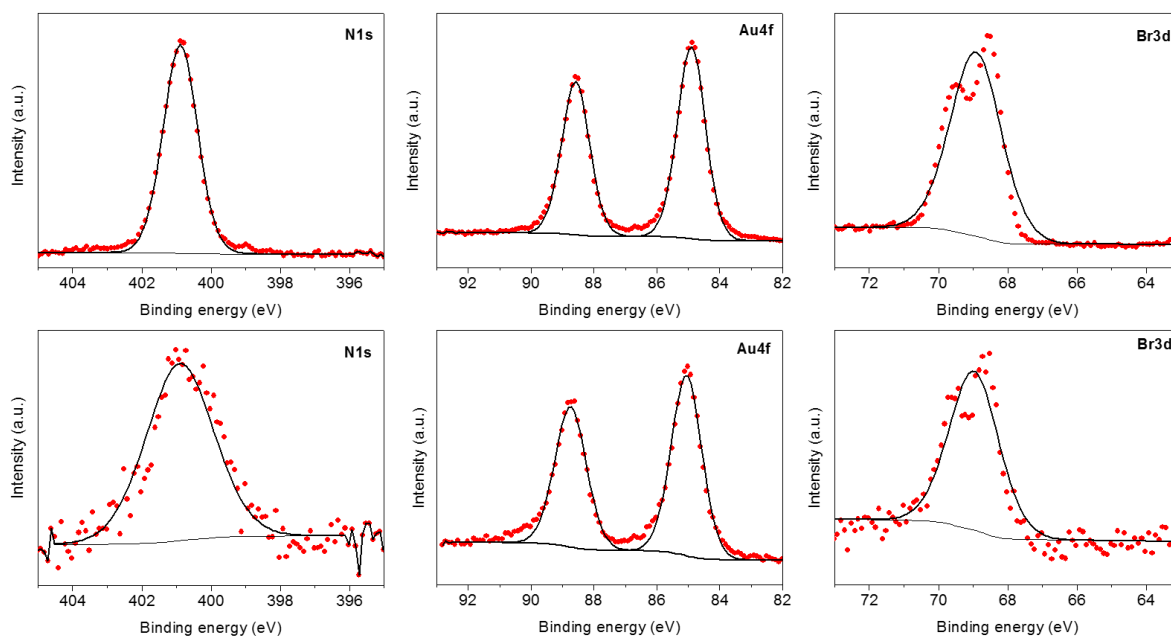 N1s
Intensity (a.u.)
404 402 400 398 396
Binding energy (eV)
Au4f
Intensity (a.u.)
92 90 88 86 84 82
Binding energy (eV)
Br3d
Intensity (a.u.)
72 70 68 66 64
Binding energy (eV)
N1s
Intensity (a.u.)
404 402 400 398 396
Binding energy (eV)
Au4f
Intensity (a.u.)
92 90 88 86 84 82
Binding energy (eV)
Br3d
Intensity (a.u.)
72 70 68 66 64
Binding energy (eV)